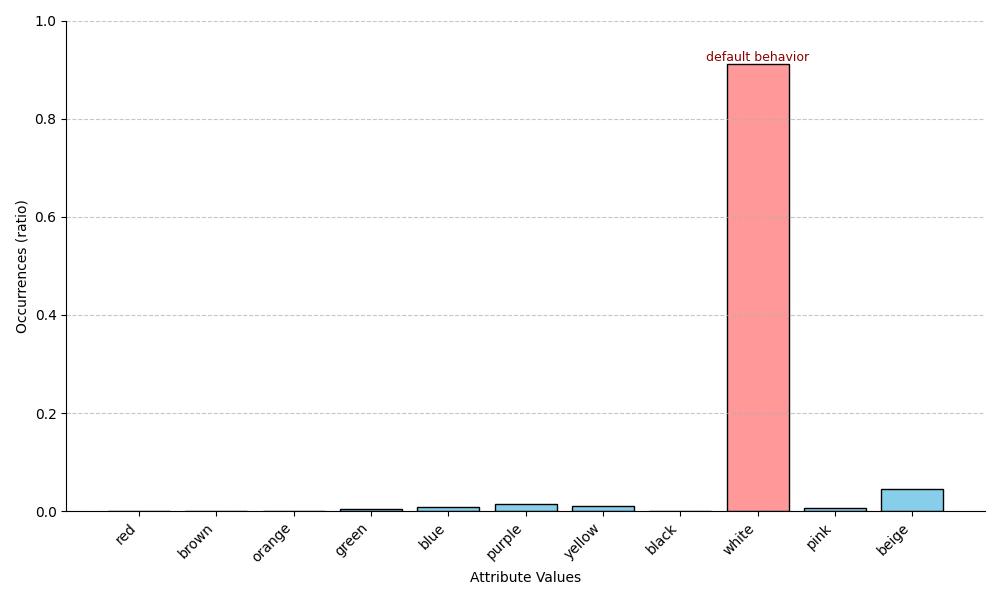 1.0
default behavior
0.8
0.6
0.4
0.2
0.0
Occurrences (ratio)
red
brown
orange
green
blue
purple
yellow
black
white
pink
beige
Attribute Values